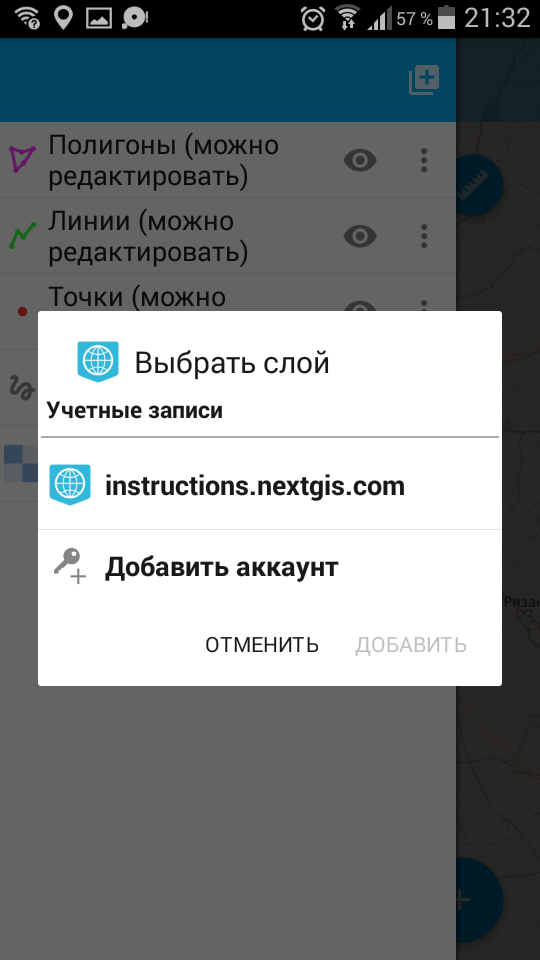 57 %
21:32
Полигоны (можно
редактировать)
Линии (можно
редактировать)
Точки (можно
Выбрать слой
Учетные записи
instructions.nextgis.com
Добавить аккаунт
Рязан
ОТМЕНИТЬ
ДОБАВИТЬ